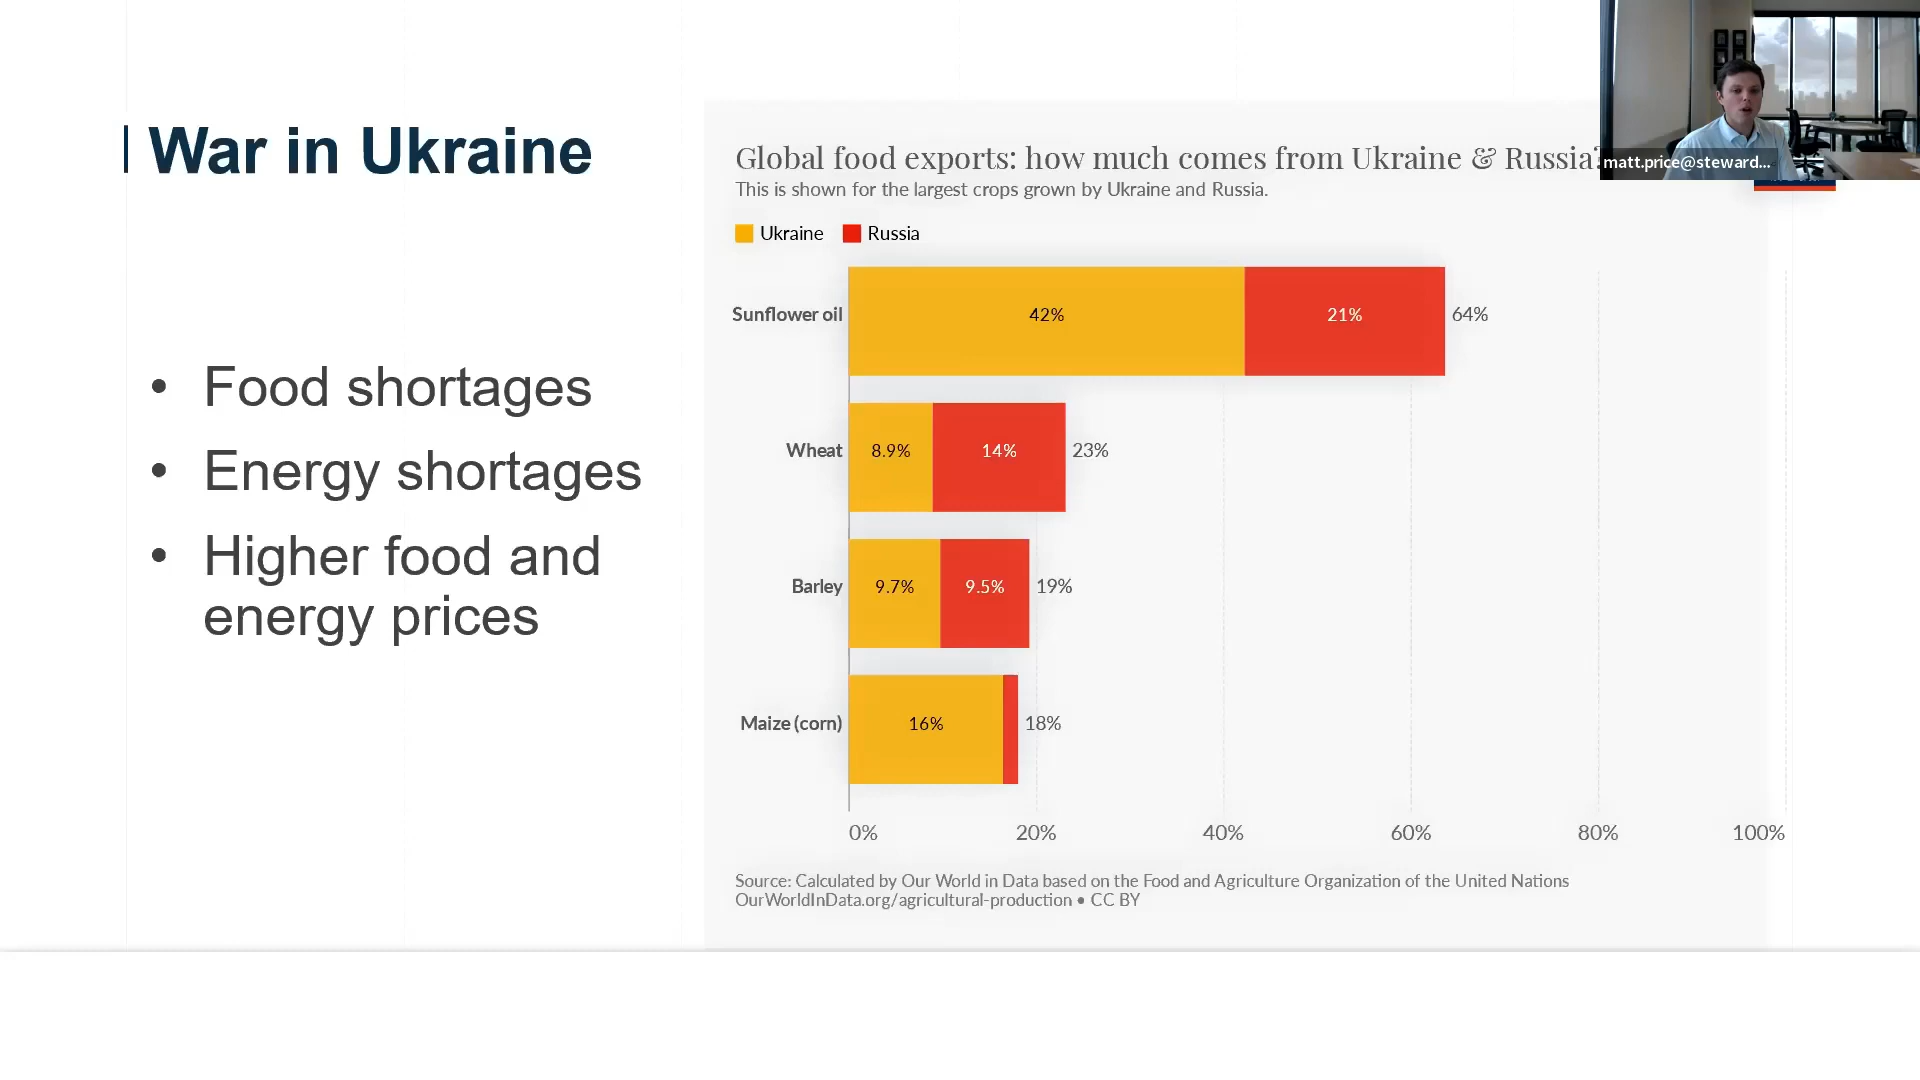 War in Ukraine
• Food shortages
• Energy shortages
• Higher food and
energy prices
Global food exports: how much comes from Ukraine & Russia?
This is shown for the largest crops grown by Ukraine and Russia.
Ukraine Russia
Sunflower oil 42% 21% 64%
Wheat 8.9% 14% 23%
Barley 9.7% 9.5% 19%
Maize (corn) 16% 18%
0% 20% 40% 60% 80% 100%
Source: Calculated by Our World in Data based on the Food and Agriculture Organization of the United Nations
OurWorldInData.org/agricultural-production • CC BY
matt.price@steward...